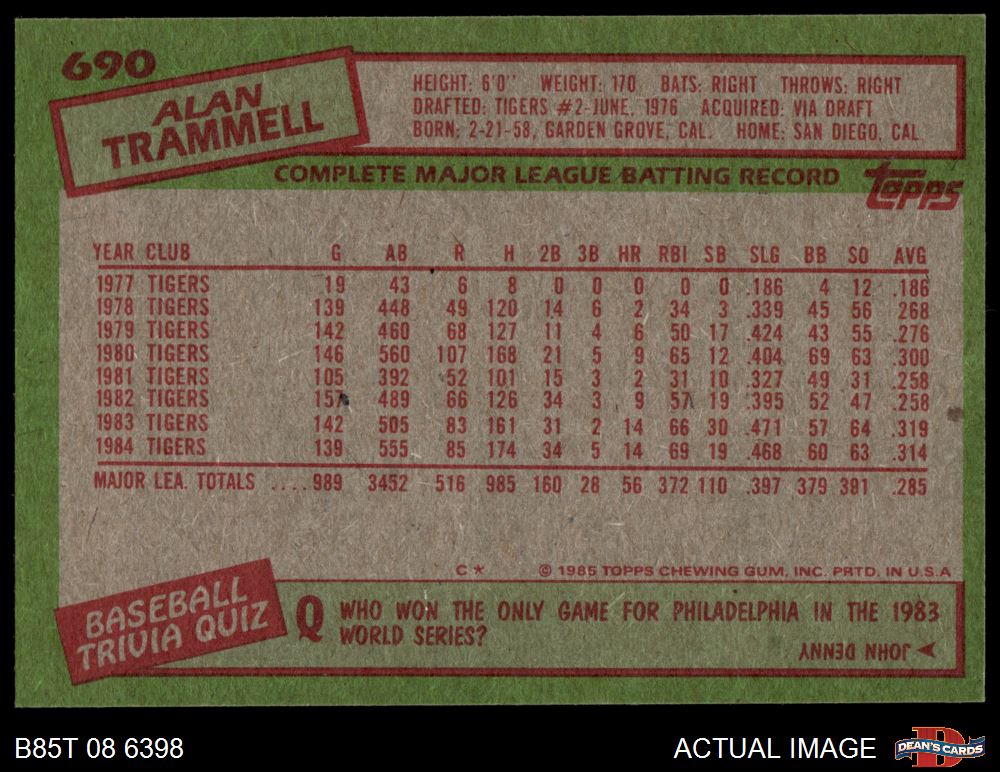 690
ALAN
TRAMMELL
HEIGHT: 6'0" WEIGHT: 170 BATS: RIGHT THROWS: RIGHT
DRAFTED: TIGERS #2-JUNE, 1976 ACQUIRED: VIA DRAFT
BORN: 2-21-58, GARDEN GROVE, CAL. HOME: SAN DIEGO, CAL
COMPLETE MAJOR LEAGUE BATTING RECORD
Topps
YEAR CLUB G AB R H 2B 3B HR RBI SB SLG BB SO AVG
1977 TIGERS 19 43 6 8 0 0 0 0 0 .186 4 12 .186
1978 TIGERS 139 448 49 120 14 6 2 34 3 .339 45 56 .268
1979 TIGERS 142 460 68 127 11 4 6 50 17 .424 43 55 .276
1980 TIGERS 146 560 107 168 21 5 9 65 12 .404 69 63 .300
1981 TIGERS 105 392 52 101 15 3 2 31 10 .327 49 31 .258
1982 TIGERS 157 489 66 126 34 3 9 57 19 .395 52 47 .258
1983 TIGERS 142 505 83 161 31 2 14 66 30 .471 57 64 .319
1984 TIGERS 139 555 85 174 34 5 14 69 19 .468 60 63 .314
MAJOR LEA. TOTALS ....989 3452 516 985 160 28 56 372 110 .397 379 391 .285
C * © 1985 TOPPS CHEWING GUM, INC. PRTD. IN U.S.A
BASEBALL
TRIVIA QUIZ
Q WHO WON THE ONLY GAME FOR PHILADELPHIA IN THE 1983
WORLD SERIES?
JOHN DENNY
B85T 08 6398
ACTUAL IMAGE
D
DEAN'S CARDS